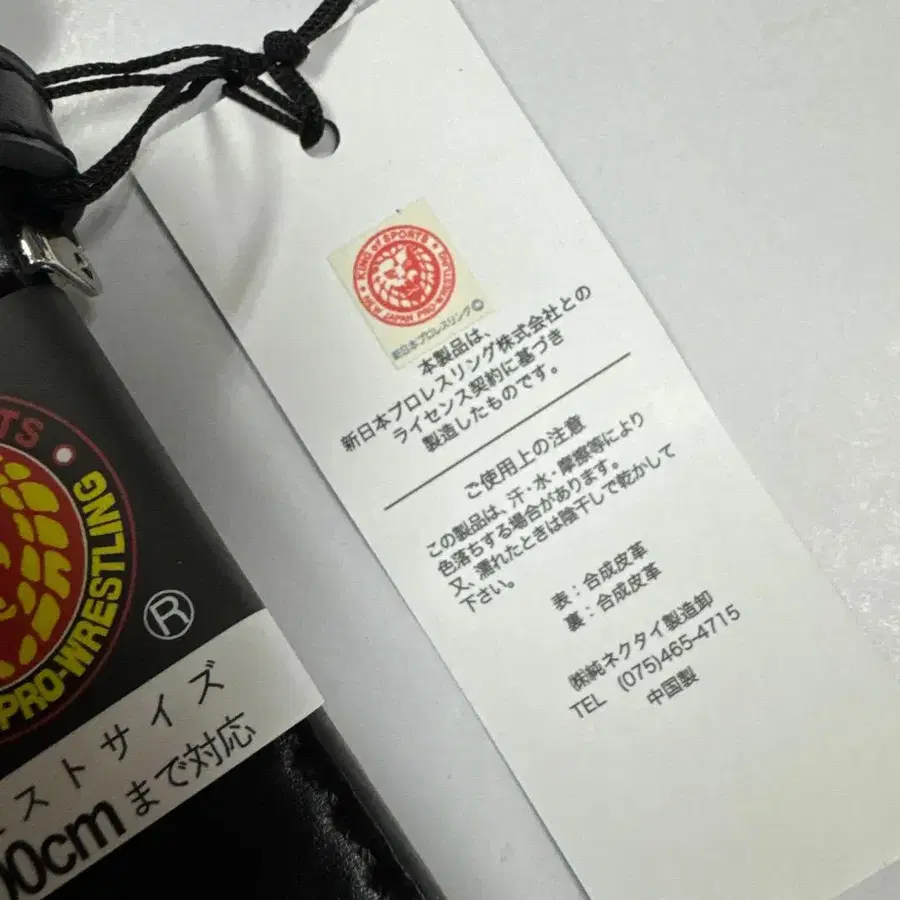 KING of SPORTS
NEW JAPAN PRO-WRESTLING
新日本プロレスリング©
本製品は、
新日本プロレスリング株式会社との
ライセンス契約に基づき
製造したものです。
ご使用上の注意
この製品は、汗・水・摩擦等により
色落ちする場合があります。
又、濡れたときは陰干しで乾かして
下さい。
表：合成皮革
裏：合成皮革
㈱純ネクタイ製造卸
TEL (075)465-4715
中国製
PRO-WRESTLING
®
ストサイズ
00cmまで対応